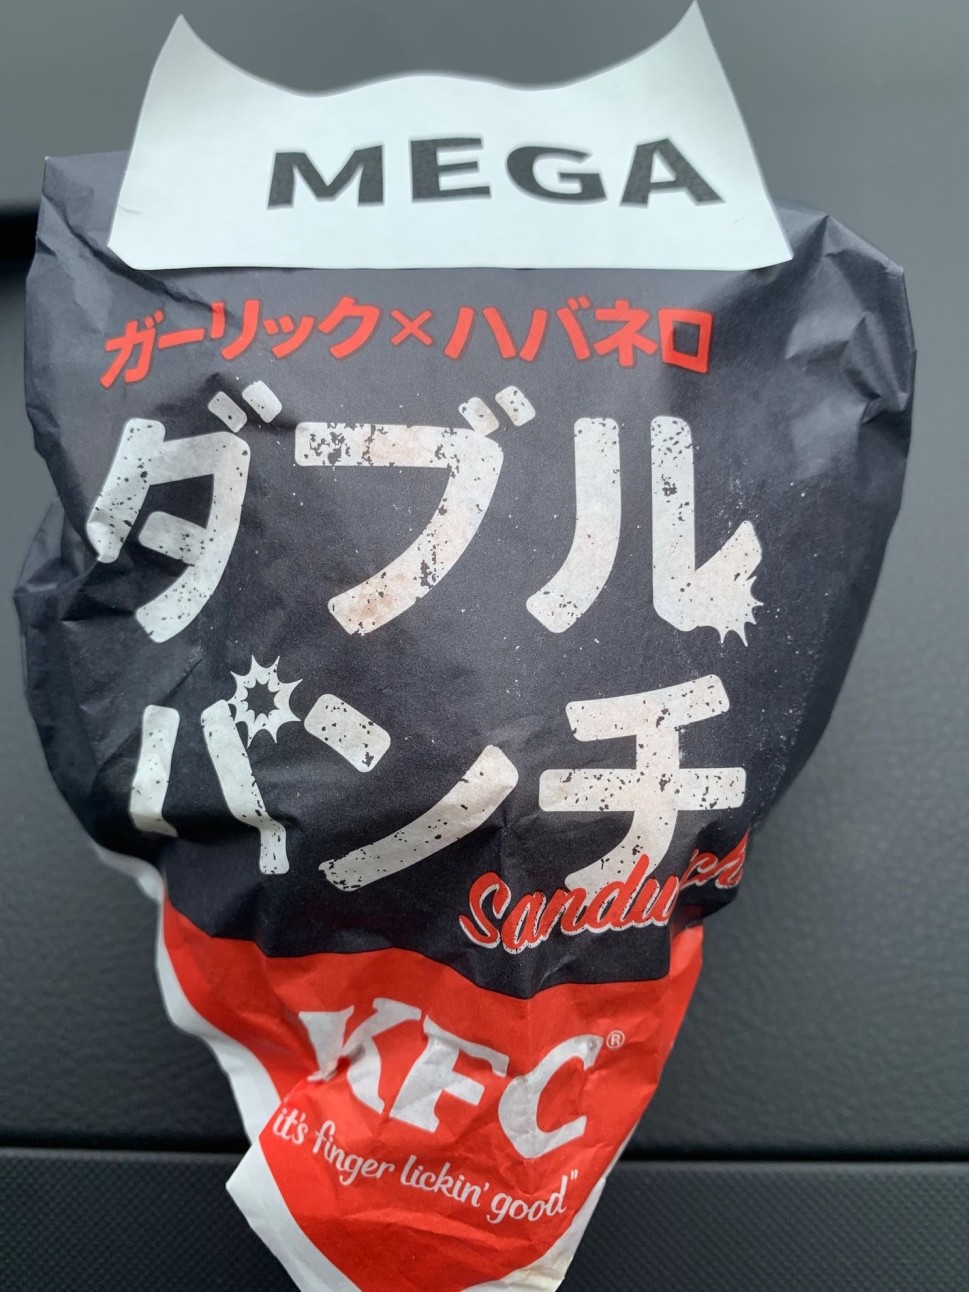 MEGA
ガーリック×ハバネロ
ダブル
パンチ
Sandwich
KFC®
it's finger lickin' good"